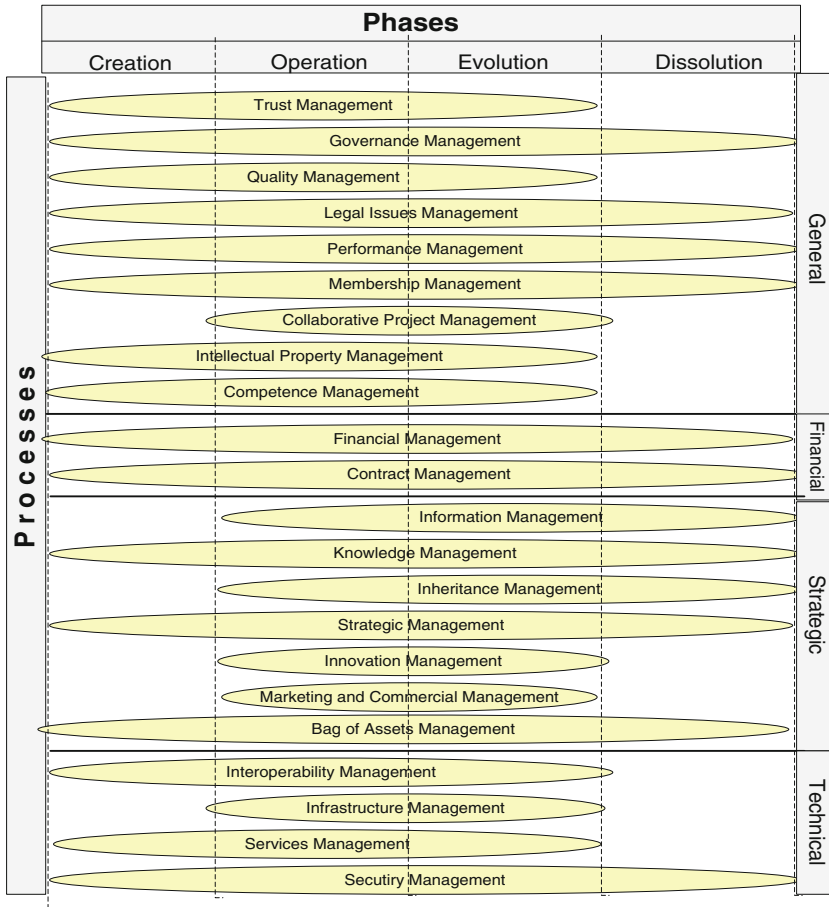 Phases
Creation Operation Evolution Dissolution
Processes
General
Trust Management
Governance Management
Quality Management
Legal Issues Management
Performance Management
Membership Management
Collaborative Project Management
Intellectual Property Management
Competence Management
Financial
Financial Management
Contract Management
Strategic
Information Management
Knowledge Management
Inheritance Management
Strategic Management
Innovation Management
Marketing and Commercial Management
Bag of Assets Management
Technical
Interoperability Management
Infrastructure Management
Services Management
Secutiry Management